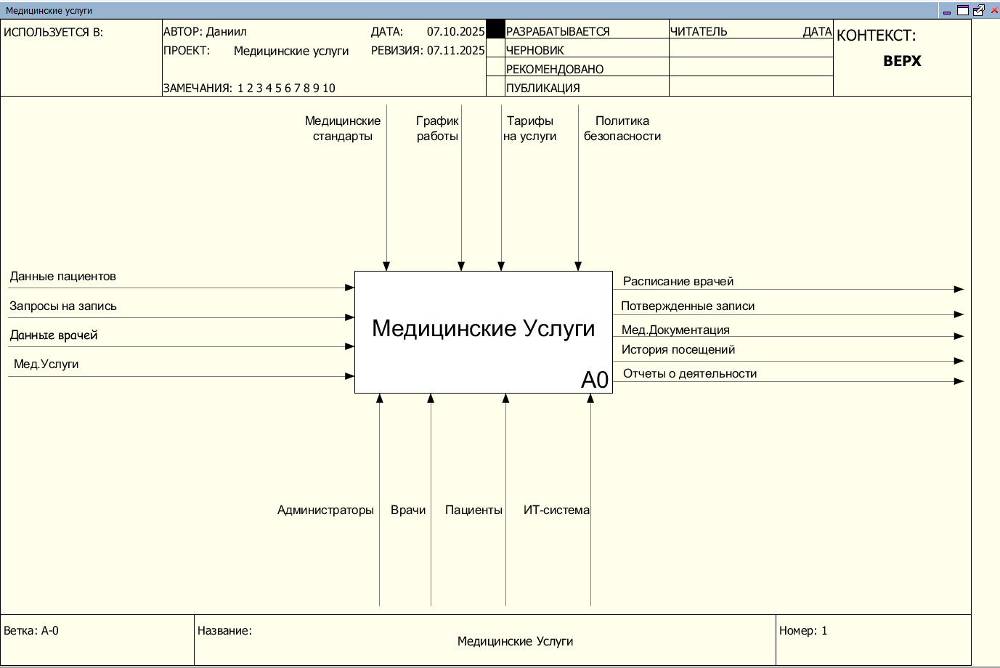 Медицинские услуги
ИСПОЛЬЗУЕТСЯ В:
АВТОР: Даниил
ДАТА: 07.10.2025
ПРОЕКТ: Медицинские услуги
РЕВИЗИЯ: 07.11.2025
ЗАМЕЧАНИЯ: 1 2 3 4 5 6 7 8 9 10
РАЗРАБАТЫВАЕТСЯ
ЧЕРНОВИК
РЕКОМЕНДОВАНО
ПУБЛИКАЦИЯ
ЧИТАТЕЛЬ ДАТА
КОНТЕКСТ:
ВЕРХ
Медицинские
стандарты
График
работы
Тарифы
на услуги
Политика
безопасности
Данные пациентов
Запросы на запись
Данные врачей
Мед.Услуги
Медицинские Услуги
A0
Расписание врачей
Потвержденные записи
Мед.Документация
История посещений
Отчеты о деятельности
Администраторы
Врачи
Пациенты
ИТ-система
Ветка: A-0
Название:
Медицинские Услуги
Номер: 1